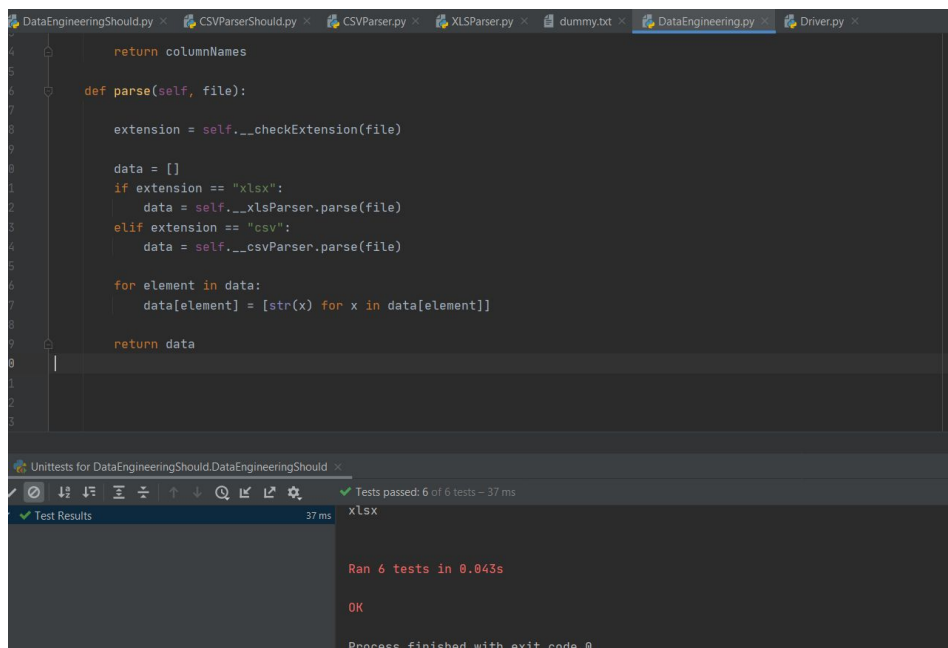 DataEngineeringShould.py CSVParserShould.py CSVParser.py XLSParser.py dummy.txt DataEngineering.py Driver.py
return columnNames
def parse(self, file):
extension = self.__checkExtension(file)
data = []
if extension == "xlsx":
data = self.__xlsParser.parse(file)
elif extension == "csv":
data = self.__csvParser.parse(file)
for element in data:
data[element] = [str(x) for x in data[element]]
return data
Unittests for DataEngineeringShould.DataEngineeringShould
Tests passed: 6 of 6 tests – 37 ms
Test Results 37 ms
xlsx
Ran 6 tests in 0.043s
OK
Process finished with exit code 0